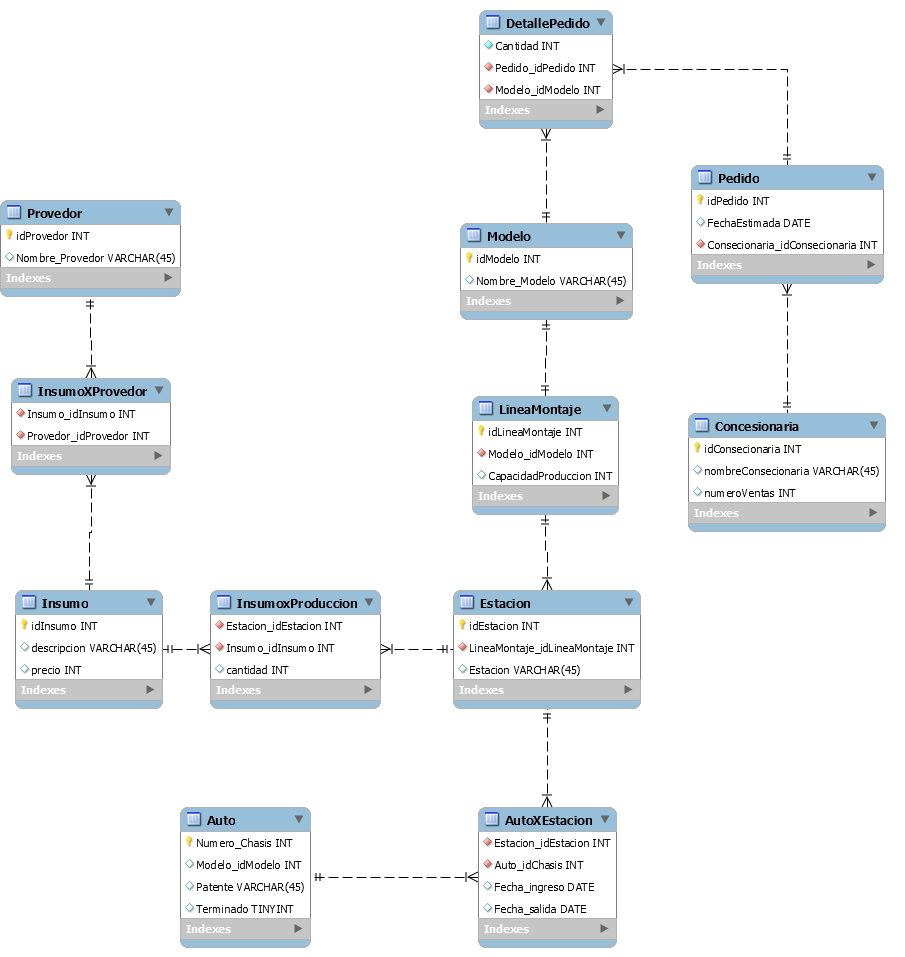 DetallePedido
Cantidad INT
Pedido_idPedido INT
Modelo_idModelo INT
Indexes
Pedido
idPedido INT
FechaEstimada DATE
Consecionaria_idConsecionaria INT
Indexes
Provedor
idProvedor INT
Nombre_Provedor VARCHAR(45)
Indexes
Modelo
idModelo INT
Nombre_Modelo VARCHAR(45)
Indexes
InsumoXProvedor
Insumo_idInsumo INT
Provedor_idProvedor INT
Indexes
LineaMontaje
idLineaMontaje INT
Modelo_idModelo INT
CapacidadProduccion INT
Indexes
Concesionaria
idConsecionaria INT
nombreConsecionaria VARCHAR(45)
numeroVentas INT
Indexes
Insumo
idInsumo INT
descripcion VARCHAR(45)
precio INT
Indexes
InsumoxProduccion
Estacion_idEstacion INT
Insumo_idInsumo INT
cantidad INT
Indexes
Estacion
idEstacion INT
LineaMontaje_idLineaMontaje INT
Estacion VARCHAR(45)
Indexes
Auto
Numero_Chasis INT
Modelo_idModelo INT
Patente VARCHAR(45)
Terminado TINYINT
Indexes
AutoXEstacion
Estacion_idEstacion INT
Auto_idChasis INT
Fecha_ingreso DATE
Fecha_salida DATE
Indexes